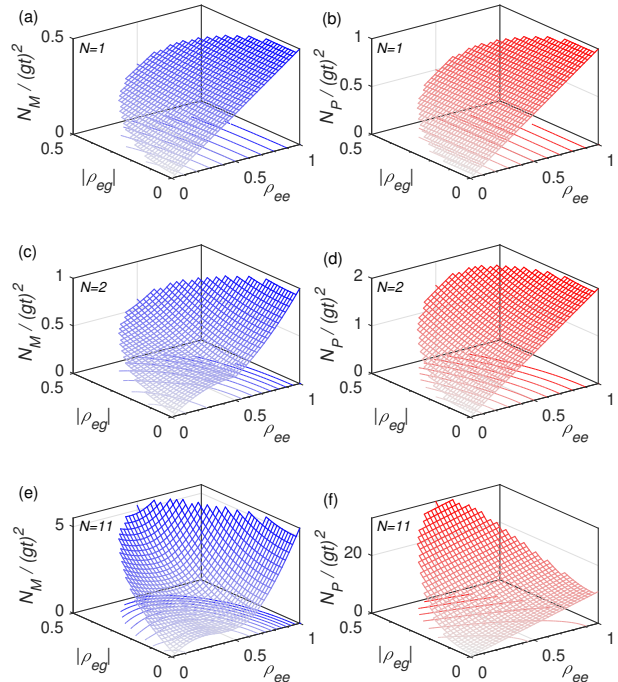 (a)
N=1
N_M / (gt)^2
0.5
0
0.5
|ρ_eg|
0
0
0.5
1
ρ_ee
(b)
N=1
N_P / (gt)^2
1
0.5
0
0.5
|ρ_eg|
0
0
0.5
1
ρ_ee
(c)
N=2
N_M / (gt)^2
1
0.5
0
0.5
|ρ_eg|
0
0
0.5
1
ρ_ee
(d)
N=2
N_P / (gt)^2
2
1
0
0.5
|ρ_eg|
0
0
0.5
1
ρ_ee
(e)
N=11
N_M / (gt)^2
5
0
0.5
|ρ_eg|
0
0
0.5
1
ρ_ee
(f)
N=11
N_P / (gt)^2
20
0
0.5
|ρ_eg|
0
0
0.5
1
ρ_ee